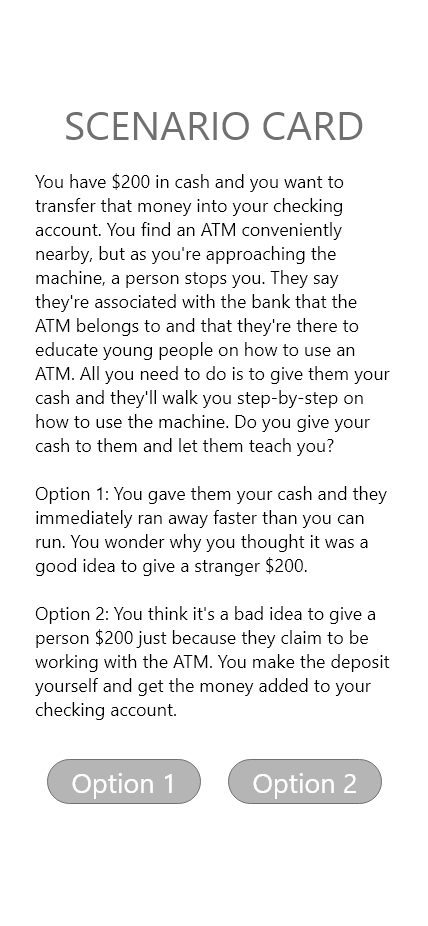 SCENARIO CARD
You have $200 in cash and you want to
transfer that money into your checking
account. You find an ATM conveniently
nearby, but as you're approaching the
machine, a person stops you. They say
they're associated with the bank that the
ATM belongs to and that they're there to
educate young people on how to use an
ATM. All you need to do is to give them your
cash and they'll walk you step-by-step on
how to use the machine. Do you give your
cash to them and let them teach you?
Option 1: You gave them your cash and they
immediately ran away faster than you can
run. You wonder why you thought it was a
good idea to give a stranger $200.
Option 2: You think it's a bad idea to give a
person $200 just because they claim to be
working with the ATM. You make the deposit
yourself and get the money added to your
checking account.
Option 1
Option 2